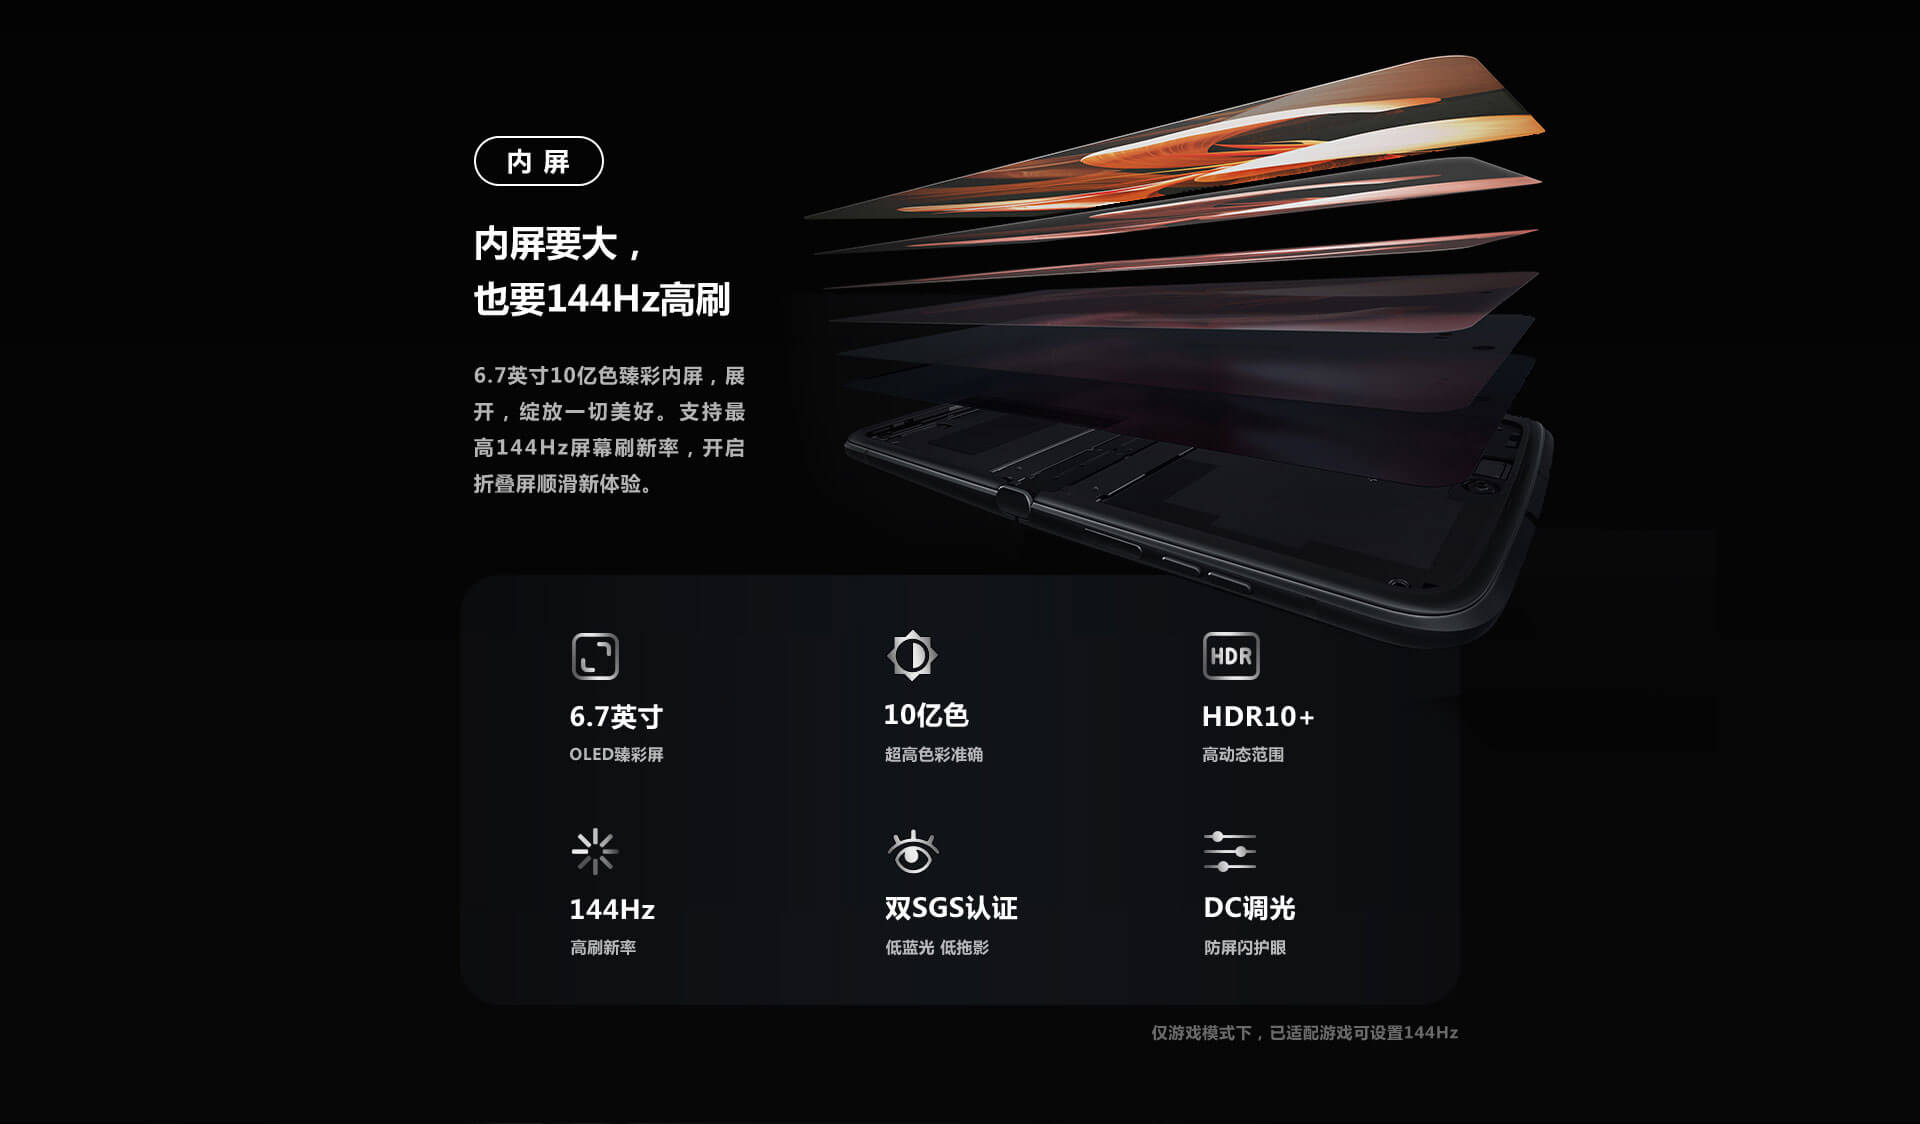 内屏
内屏要大，
也要144Hz高刷
6.7英寸10亿色臻彩内屏，展
开，绽放一切美好。支持最
高144Hz屏幕刷新率，开启
折叠屏顺滑新体验。
HDR
6.7英寸
10亿色
HDR10+
OLED臻彩屏
超高色彩准确
高动态范围
144Hz
双SGS认证
DC调光
高刷新率
低蓝光 低拖影
防屏闪护眼
仅游戏模式下，已适配游戏可设置144Hz